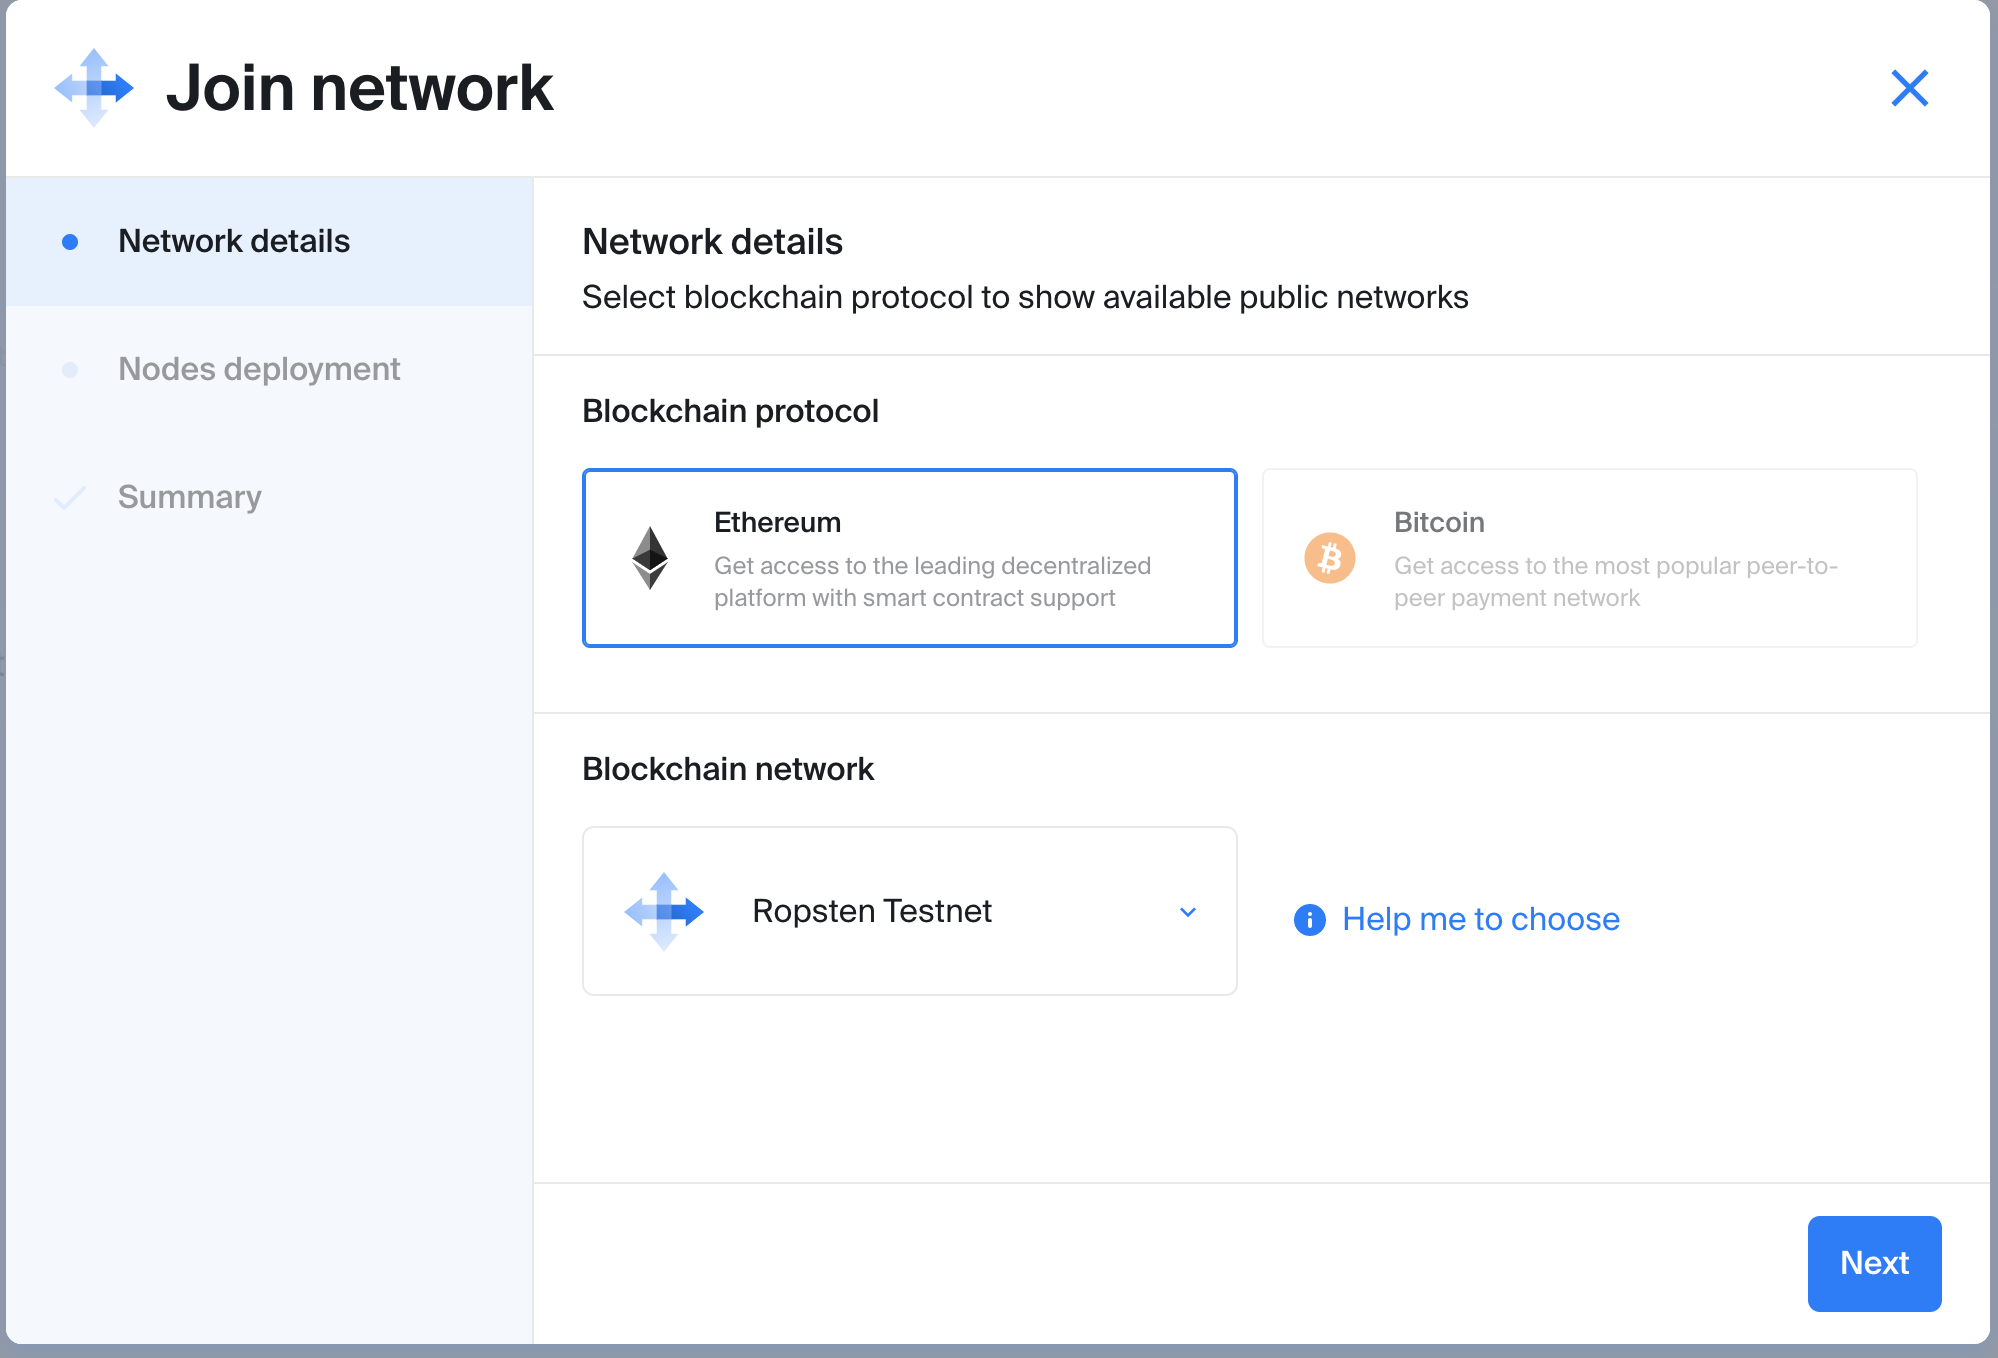 Join network
Network details
Nodes deployment
Summary
Network details
Select blockchain protocol to show available public networks
Blockchain protocol
Ethereum
Get access to the leading decentralized
platform with smart contract support
Bitcoin
Get access to the most popular peer-to-
peer payment network
Blockchain network
Ropsten Testnet
Help me to choose
Next